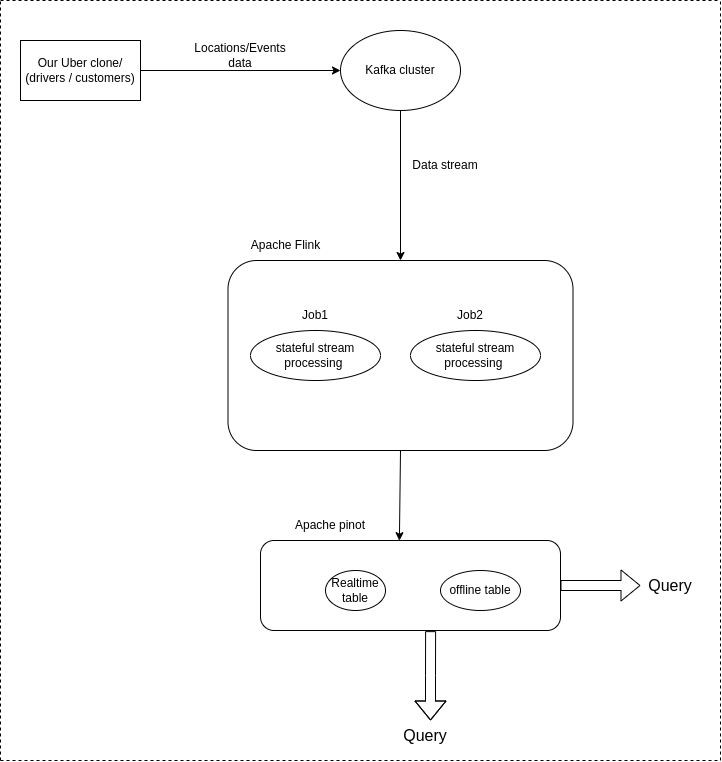 Our Uber clone/
(drivers / customers)
Locations/Events
data
Kafka cluster
Data stream
Apache Flink
Job1
Job2
stateful stream
processing
stateful stream
processing
Apache pinot
Realtime
table
offline table
Query
Query